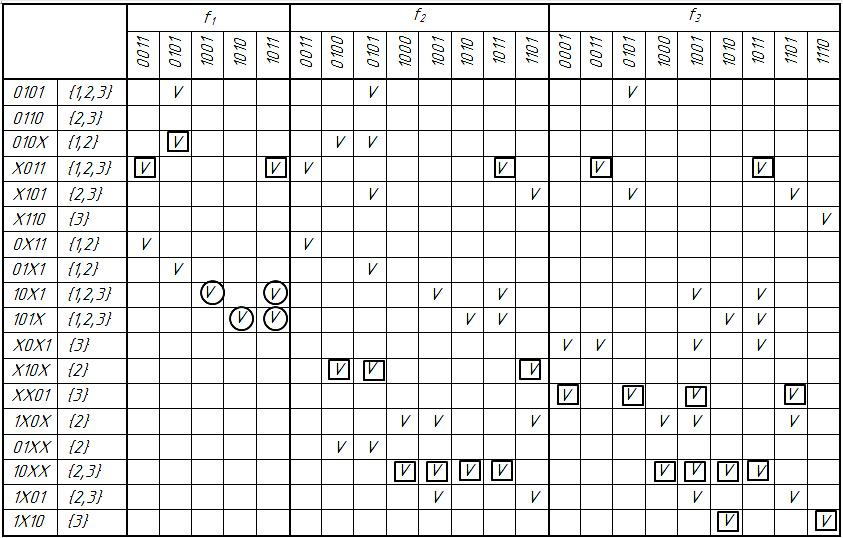 f1 f2 f3
0011 0101 1001 1010 1011 0011 0100 0101 1000 1001 1010 1011 1101 0001 0011 0101 1000 1001 1010 1011 1101 1110
0101 {1,2,3} V V V
0110 {2,3}
010X {1,2} V V V
X011 {1,2,3} V V V V V V
X101 {2,3} V V V V
X110 {3} V
0X11 {1,2} V V
01X1 {1,2} V V
10X1 {1,2,3} V V V V V V
101X {1,2,3} V V V V V V
X0X1 {3} V V V V
X10X {2} V V V
XX01 {3} V V V V
1X0X {2} V V V V V V
01XX {2} V V
10XX {2,3} V V V V V V V V
1X01 {2,3} V V V V
1X10 {3} V V